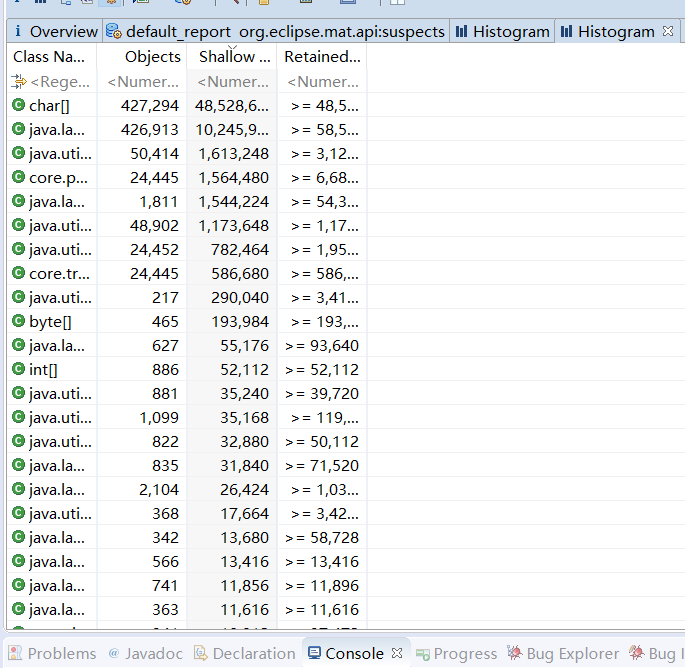 Overview default_report org.eclipse.mat.api:suspects Histogram Histogram
Class Na... Objects Shallow ... Retained...
<Rege... <Numer... <Numer... <Numer...
char[] 427,294 48,528,6... >= 48,5...
java.la... 426,913 10,245,9... >= 58,5...
java.uti... 50,414 1,613,248 >= 3,12...
core.p... 24,445 1,564,480 >= 6,68...
java.la... 1,811 1,544,224 >= 54,3...
java.uti... 48,902 1,173,648 >= 1,17...
java.uti... 24,452 782,464 >= 1,95...
core.tr... 24,445 586,680 >= 586,...
java.uti... 217 290,040 >= 3,41...
byte[] 465 193,984 >= 193,...
java.la... 627 55,176 >= 93,640
int[] 886 52,112 >= 52,112
java.uti... 881 35,240 >= 39,720
java.uti... 1,099 35,168 >= 119,...
java.uti... 822 32,880 >= 50,112
java.la... 835 31,840 >= 71,520
java.la... 2,104 26,424 >= 1,03...
java.uti... 368 17,664 >= 3,42...
java.la... 342 13,680 >= 58,728
java.la... 566 13,416 >= 13,416
java.la... 741 11,856 >= 11,896
java.la... 363 11,616 >= 11,616
Problems Javadoc Declaration Console Progress Bug Explorer Bug